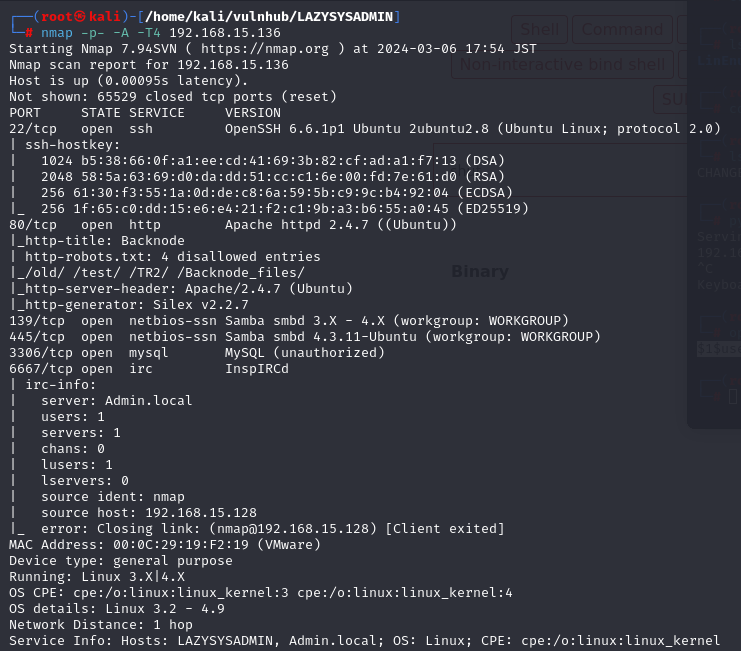 ┌──(root㉿kali)-[/home/kali/vulnhub/LAZYSYSADMIN]
└─# nmap -p- -A -T4 192.168.15.136
Starting Nmap 7.94SVN ( https://nmap.org ) at 2024-03-06 17:54 JST
Nmap scan report for 192.168.15.136
Host is up (0.00095s latency).
Not shown: 65529 closed tcp ports (reset)
PORT     STATE SERVICE     VERSION
22/tcp   open  ssh         OpenSSH 6.6.1p1 Ubuntu 2ubuntu2.8 (Ubuntu Linux; protocol 2.0)
| ssh-hostkey:
|   1024 b5:38:66:0f:a1:ee:cd:41:69:3b:82:cf:ad:a1:f7:13 (DSA)
|   2048 58:5a:63:69:d0:da:dd:51:cc:c1:6e:00:fd:7e:61:d0 (RSA)
|   256 61:30:f3:55:1a:0d:de:c8:6a:59:5b:c9:9c:b4:92:04 (ECDSA)
|_  256 1f:65:c0:dd:15:e6:e4:21:f2:c1:9b:a3:b6:55:a0:45 (ED25519)
80/tcp   open  http        Apache httpd 2.4.7 ((Ubuntu))
|_http-title: Backnode
| http-robots.txt: 4 disallowed entries
|_/old/ /test/ /TR2/ /Backnode_files/
|_http-server-header: Apache/2.4.7 (Ubuntu)
|_http-generator: Silex v2.2.7
139/tcp  open  netbios-ssn Samba smbd 3.X - 4.X (workgroup: WORKGROUP)
445/tcp  open  netbios-ssn Samba smbd 4.3.11-Ubuntu (workgroup: WORKGROUP)
3306/tcp open  mysql       MySQL (unauthorized)
6667/tcp open  irc         InspIRCd
| irc-info:
|   server: Admin.local
|   users: 1
|   servers: 1
|   chans: 0
|   lusers: 1
|   lservers: 0
|   source ident: nmap
|   source host: 192.168.15.128
|_  error: Closing link: (nmap@192.168.15.128) [Client exited]
MAC Address: 00:0C:29:19:F2:19 (VMware)
Device type: general purpose
Running: Linux 3.X|4.X
OS CPE: cpe:/o:linux:linux_kernel:3 cpe:/o:linux:linux_kernel:4
OS details: Linux 3.2 - 4.9
Network Distance: 1 hop
Service Info: Hosts: LAZYSYSADMIN, Admin.local; OS: Linux; CPE: cpe:/o:linux:linux_kernel
Shell
Command
Non-interactive bind shell
Binary